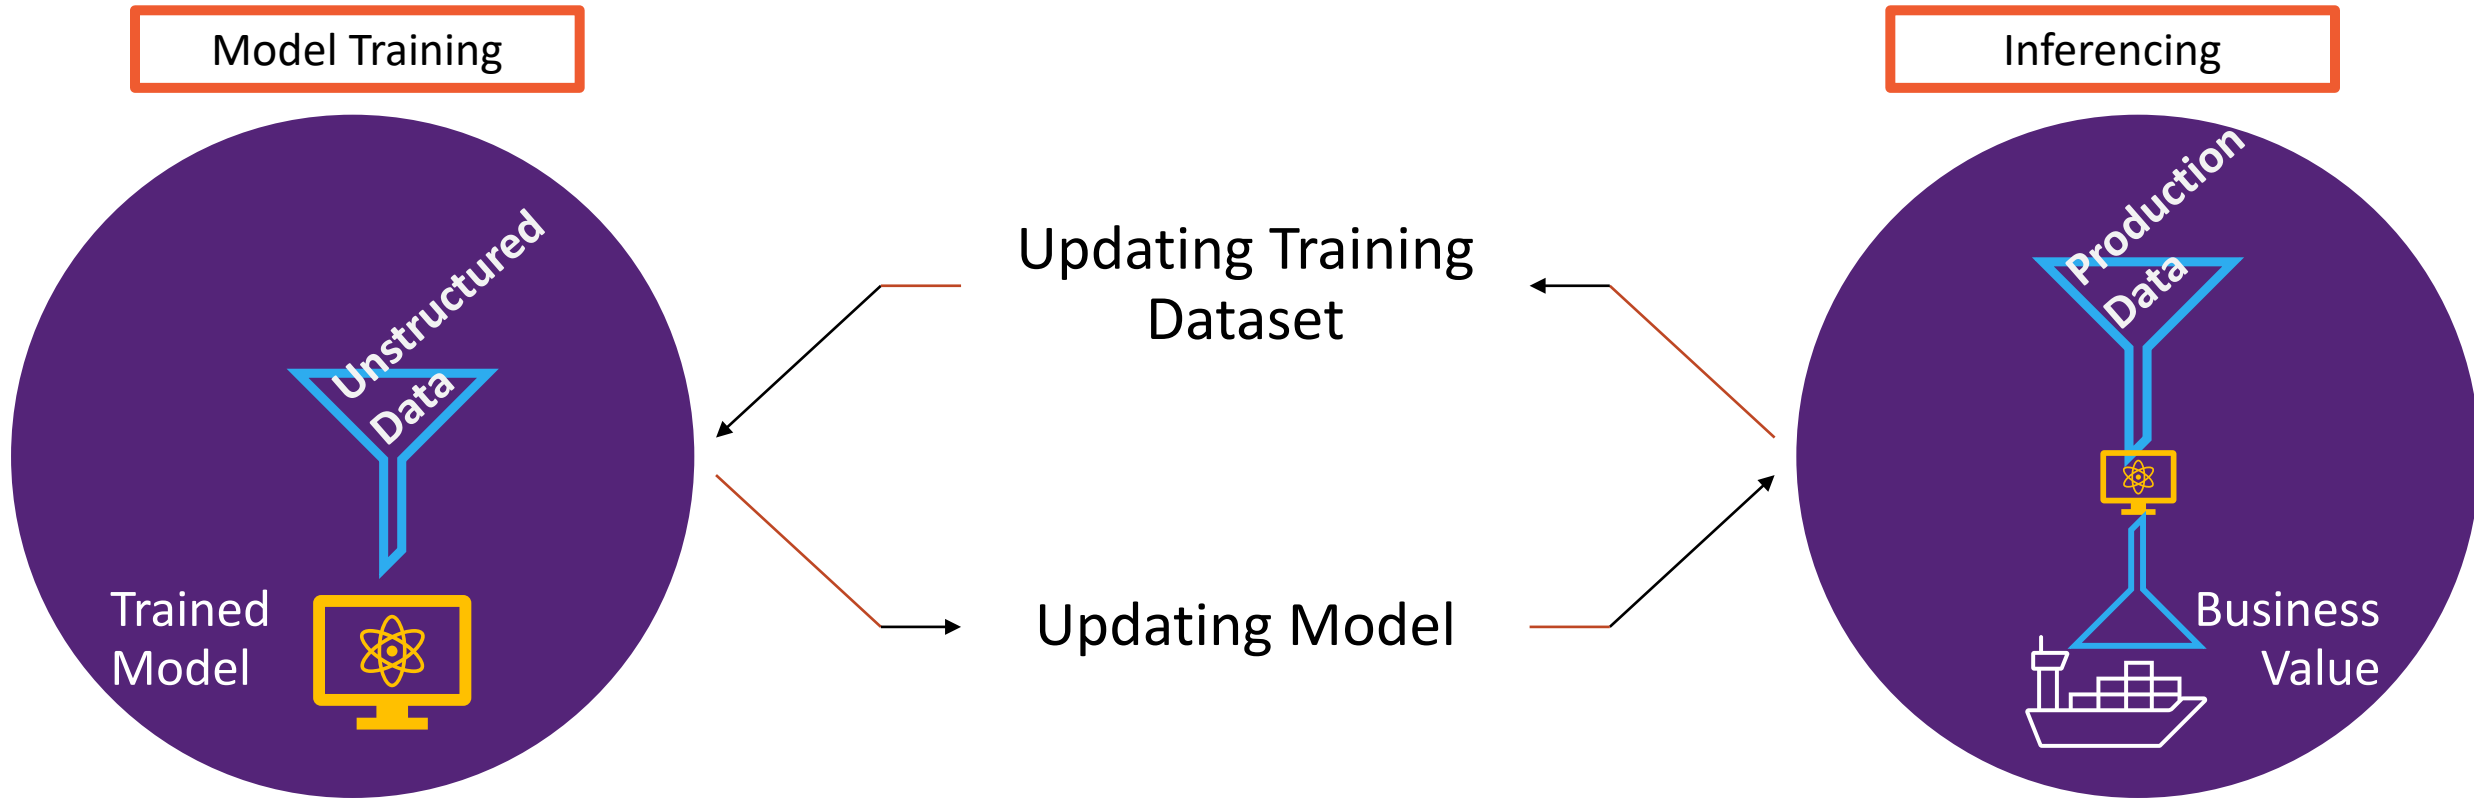 Model Training
Inferencing
Unstructured
Data
Trained
Model
Updating Training
Dataset
Updating Model
Production
Data
Business
Value